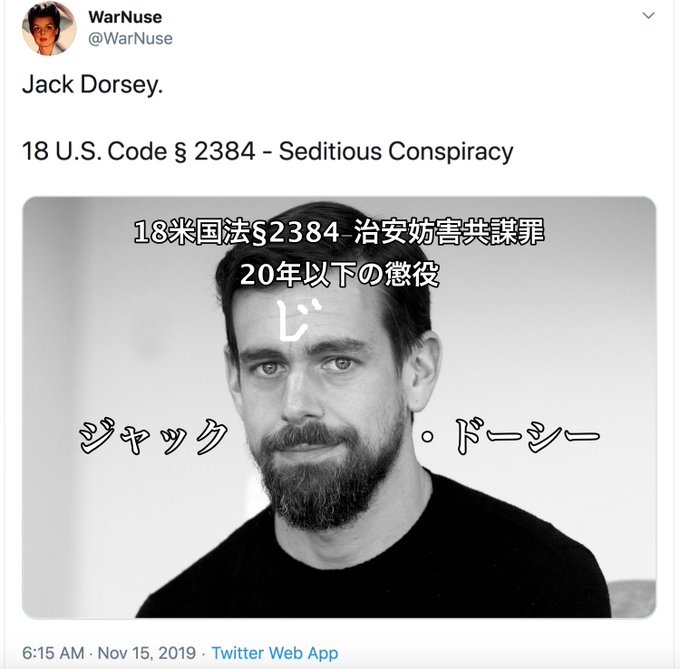 WarNuse
@WarNuse
Jack Dorsey.
18 U.S. Code § 2384 - Seditious Conspiracy
18米国法§2384–治安妨害共謀罪
20年以下の懲役
じ
ジャック・ドーシー
6:15 AM · Nov 15, 2019 · Twitter Web App